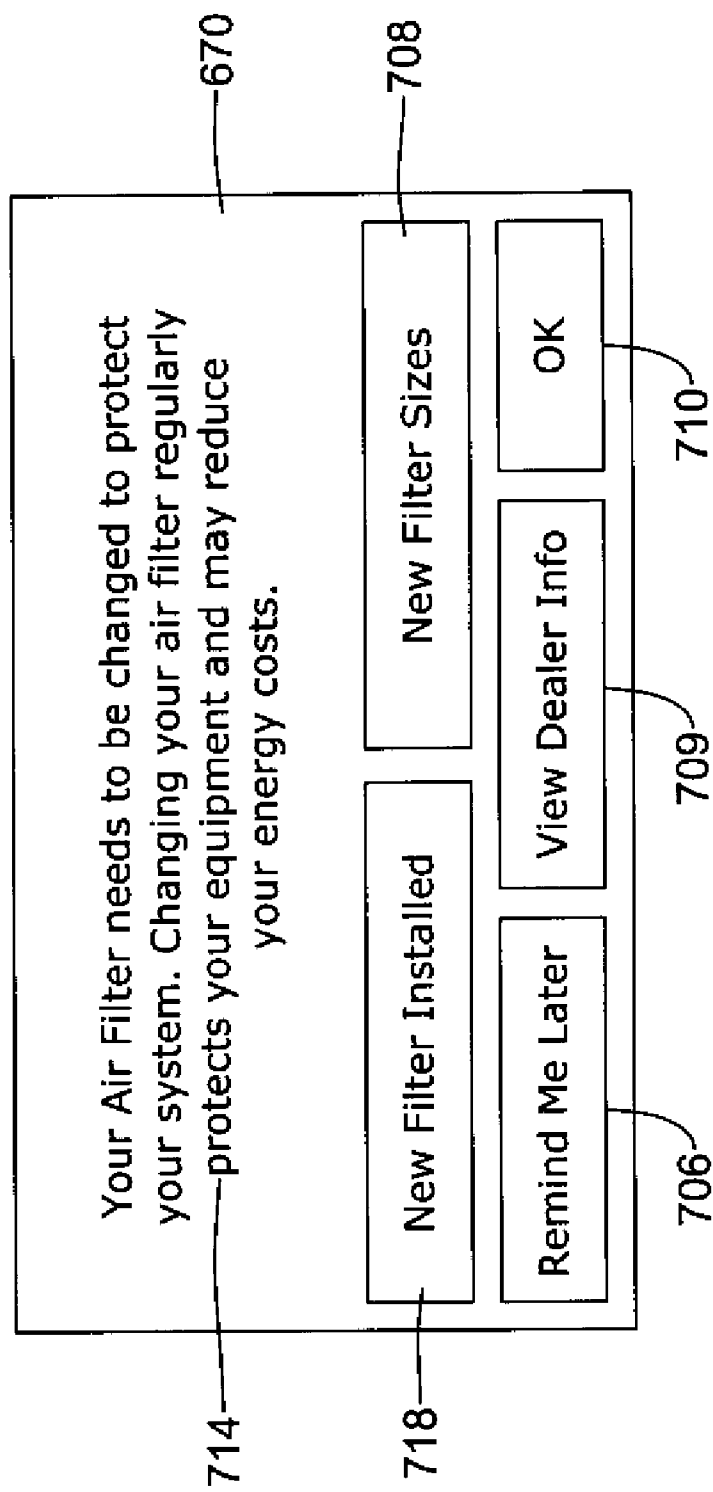 Your Air Filter needs to be changed to protect
your system. Changing your air filter regularly
protects your equipment and may reduce
your energy costs.
714
670
New Filter Installed
New Filter Sizes
718
708
Remind Me Later
View Dealer Info
OK
706
709
710